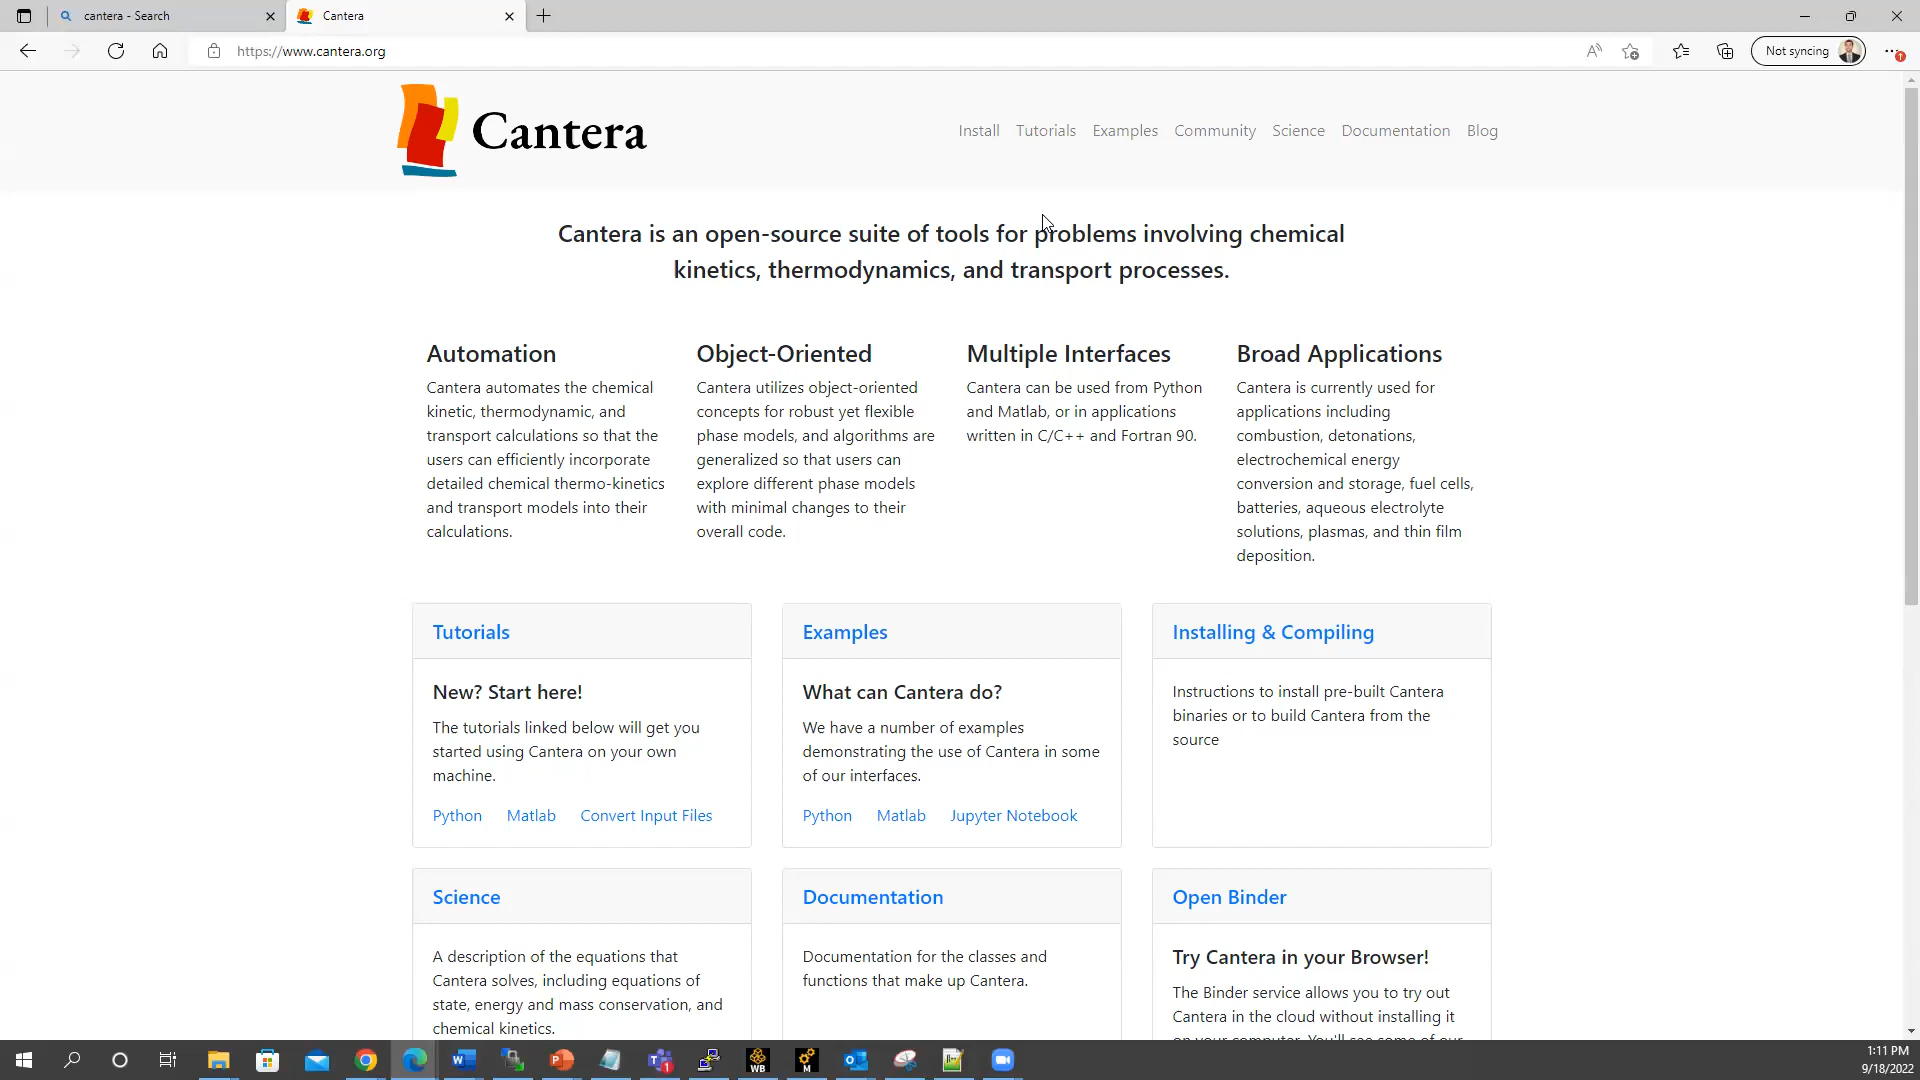 cantera - Search
Cantera
https://www.cantera.org
Not syncing
Cantera
Install Tutorials Examples Community Science Documentation Blog
Cantera is an open-source suite of tools for problems involving chemical
kinetics, thermodynamics, and transport processes.
Automation
Cantera automates the chemical
kinetic, thermodynamic, and
transport calculations so that the
users can efficiently incorporate
detailed chemical thermo-kinetics
and transport models into their
calculations.
Object-Oriented
Cantera utilizes object-oriented
concepts for robust yet flexible
phase models, and algorithms are
generalized so that users can
explore different phase models
with minimal changes to their
overall code.
Multiple Interfaces
Cantera can be used from Python
and Matlab, or in applications
written in C/C++ and Fortran 90.
Broad Applications
Cantera is currently used for
applications including
combustion, detonations,
electrochemical energy
conversion and storage, fuel cells,
batteries, aqueous electrolyte
solutions, plasmas, and thin film
deposition.
Tutorials
New? Start here!
The tutorials linked below will get you
started using Cantera on your own
machine.
Python Matlab Convert Input Files
Examples
What can Cantera do?
We have a number of examples
demonstrating the use of Cantera in some
of our interfaces.
Python Matlab Jupyter Notebook
Installing & Compiling
Instructions to install pre-built Cantera
binaries or to build Cantera from the
source
Science
A description of the equations that
Cantera solves, including equations of
state, energy and mass conservation, and
chemical kinetics.
Documentation
Documentation for the classes and
functions that make up Cantera.
Open Binder
Try Cantera in your Browser!
The Binder service allows you to try out
Cantera in the cloud without installing it
on your computer. You'll see some of our
WB
M
1:11 PM
9/18/2022